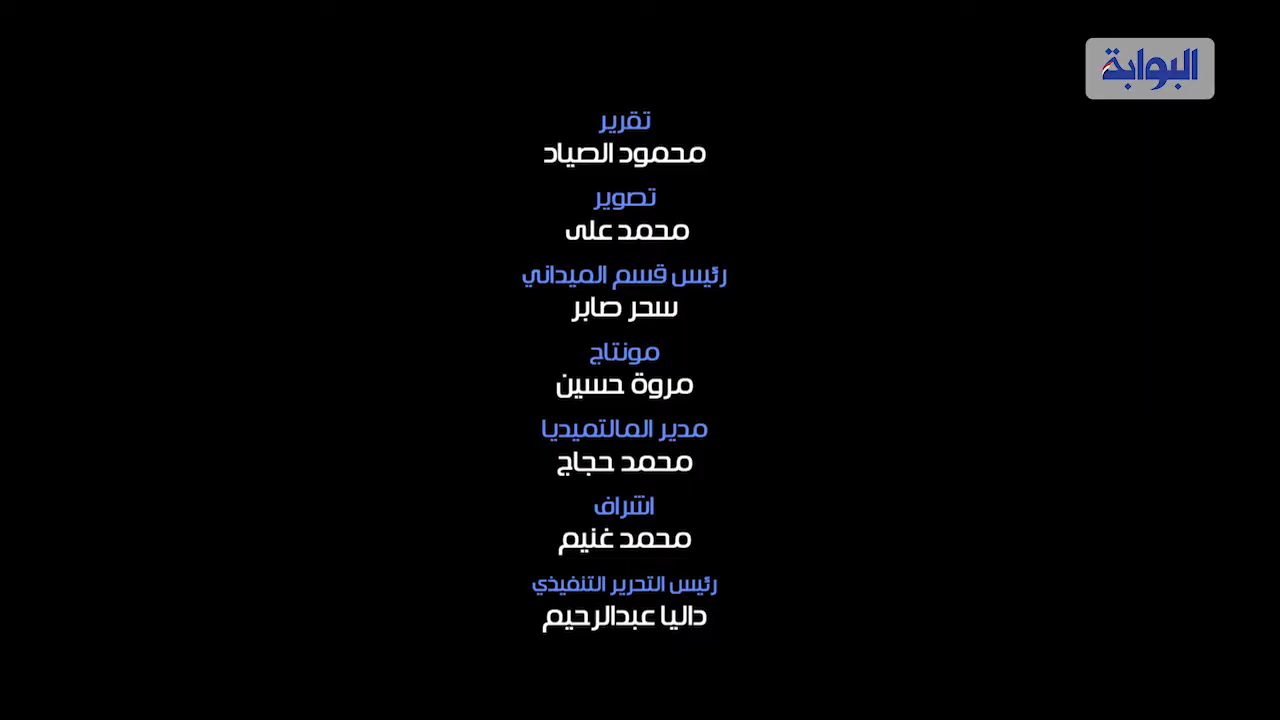 البوابة
تقرير
محمود الصياد
تصوير
محمد على
رئيس قسم الميداني
سحر صابر
مونتاج
مروة حسين
مدير المالتميديا
محمد حجاج
اشراف
محمد غنيم
رئيس التحرير التنفيذي
داليا عبدالرحيم